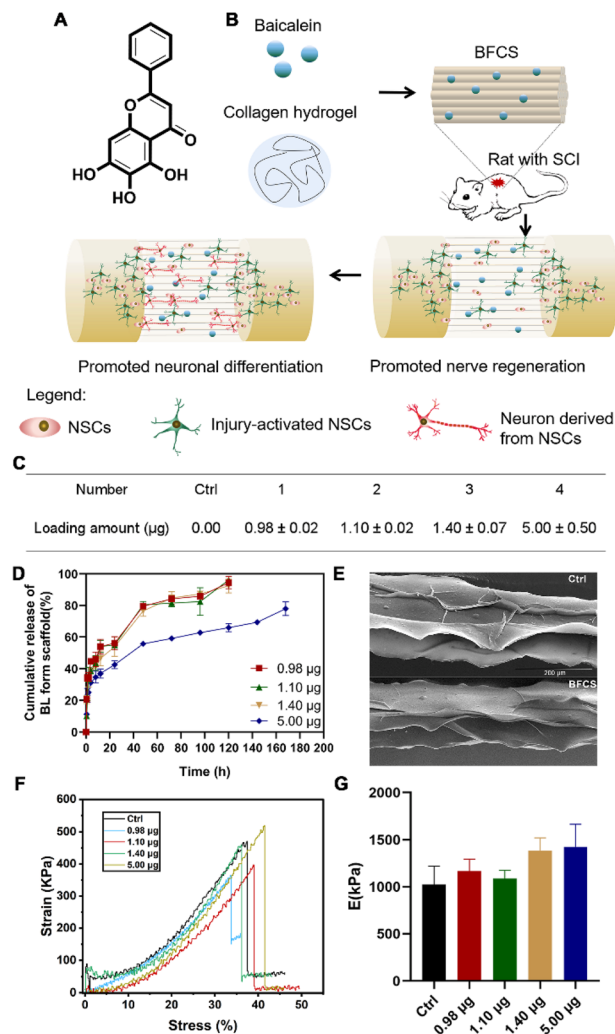 A
B
Baicalein
BFCS
Collagen hydrogel
Rat with SCI
O
O
HO
HO
OH
Promoted neuronal differentiation
Promoted nerve regeneration
Legend:
NSCs
Injury-activated NSCs
Neuron derived
from NSCs
C
Number Ctrl 1 2 3 4
Loading amount (µg) 0.00 0.98 ± 0.02 1.10 ± 0.02 1.40 ± 0.07 5.00 ± 0.50
D
Cumulative release of
BL form scaffold(%)
100
80
60
40
20
0
0 20 40 60 80 100 120 140 160 180 200
Time (h)
0.98 µg
1.10 µg
1.40 µg
5.00 µg
E
Ctrl
200 µm
BFCS
F
Strain (KPa)
600
500
400
300
200
100
0
0 10 20 30 40 50
Stress (%)
Ctrl
0.98 µg
1.10 µg
1.40 µg
5.00 µg
G
E(kPa)
2000
1500
1000
500
0
Ctrl
0.98 µg
1.10 µg
1.40 µg
5.00 µg